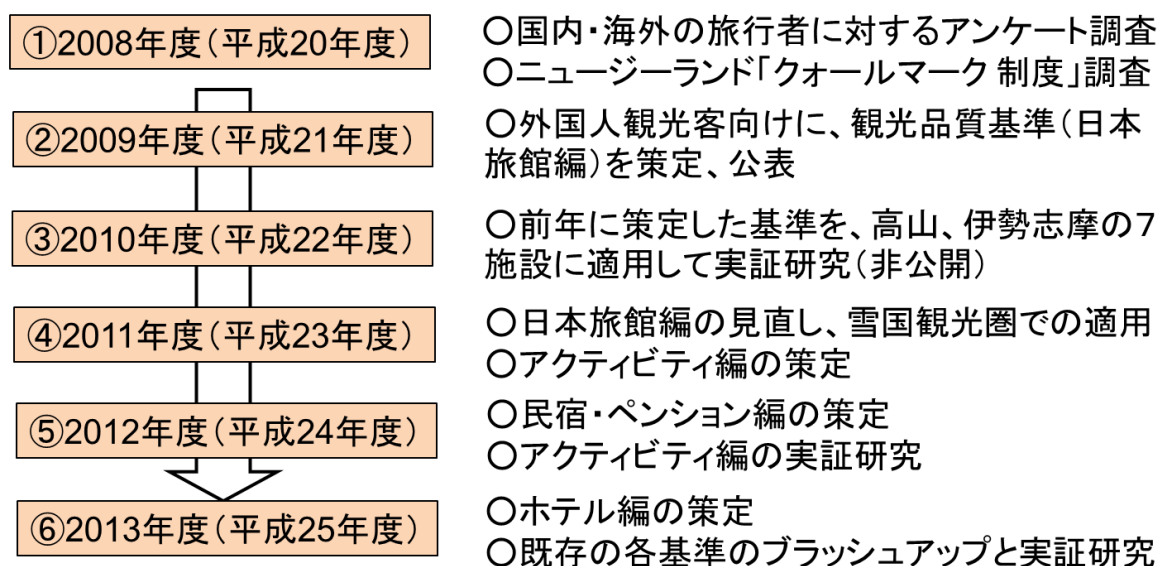 ①2008年度(平成20年度)
○国内・海外の旅行者に対するアンケート調査
○ニュージーランド「クォールマーク 制度」調査
②2009年度(平成21年度)
○外国人観光客向けに、観光品質基準(日本
旅館編)を策定、公表
③2010年度(平成22年度)
○前年に策定した基準を、高山、伊勢志摩の7
施設に適用して実証研究(非公開)
④2011年度(平成23年度)
○日本旅館編の見直し、雪国観光圏での適用
○アクティビティ編の策定
⑤2012年度(平成24年度)
○民宿・ペンション編の策定
○アクティビティ編の実証研究
⑥2013年度(平成25年度)
○ホテル編の策定
○既存の各基準のブラッシュアップと実証研究